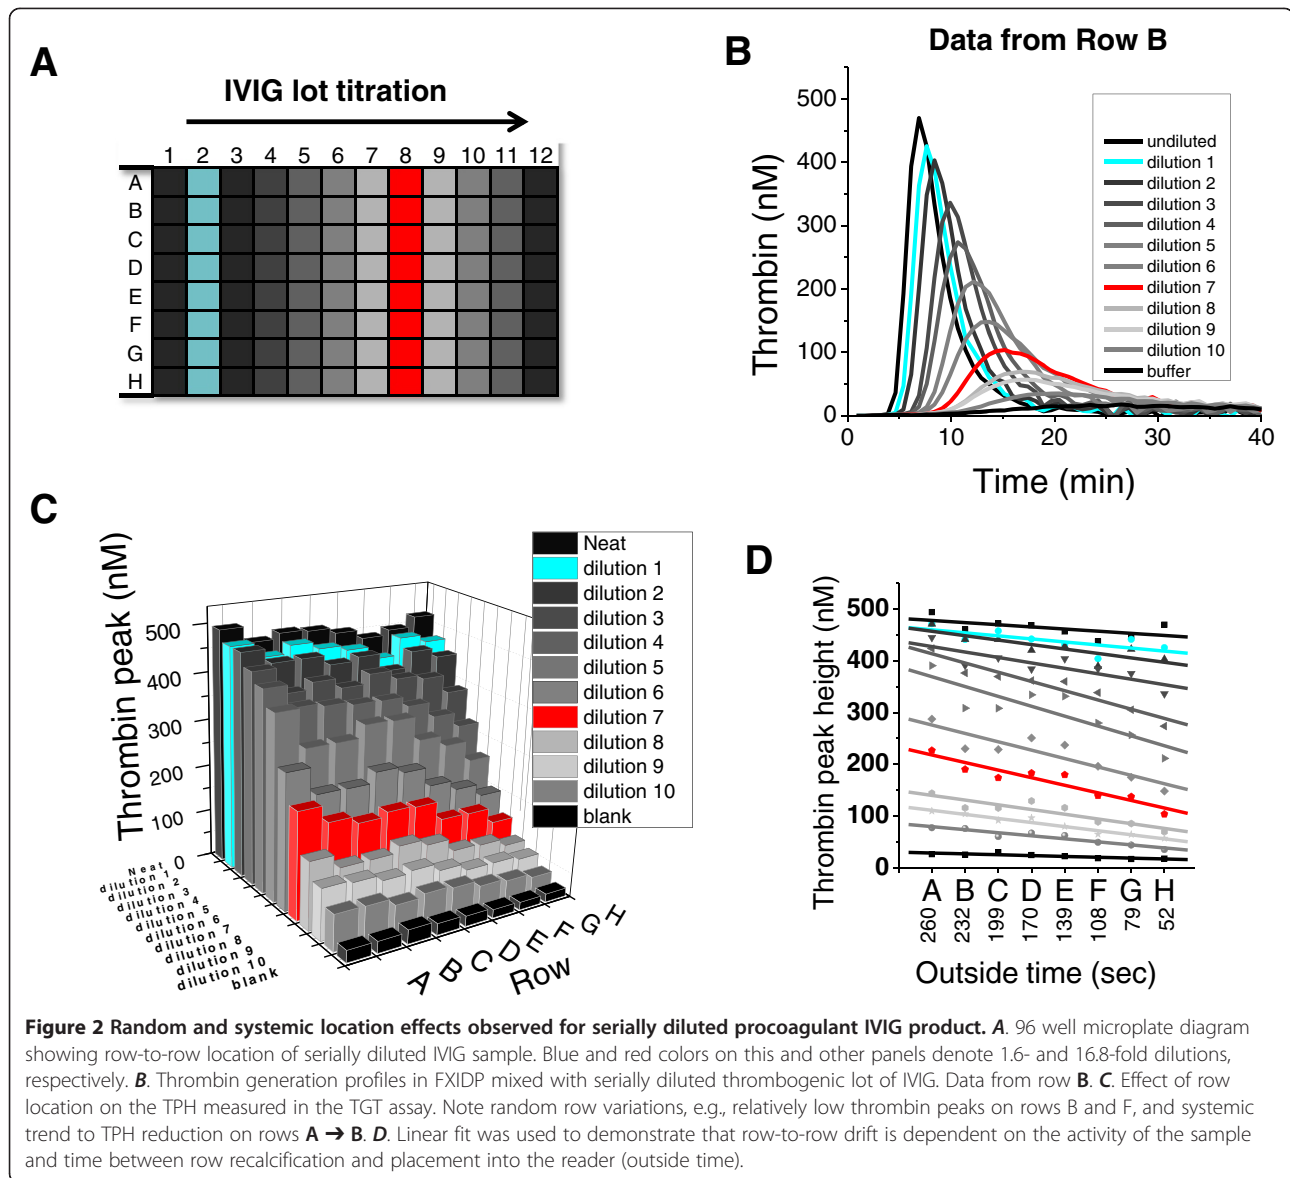 A
IVIG lot titration
1 2 3 4 5 6 7 8 9 10 11 12
A
B
C
D
E
F
G
H
B
Data from Row B
Thrombin (nM)
500
400
300
200
100
0
0 10 20 30 40
Time (min)
undiluted
dilution 1
dilution 2
dilution 3
dilution 4
dilution 5
dilution 6
dilution 7
dilution 8
dilution 9
dilution 10
buffer
C
Thrombin peak (nM)
500
400
300
200
100
0
Neat
dilution 1
dilution 2
dilution 3
dilution 4
dilution 5
dilution 6
dilution 7
dilution 8
dilution 9
dilution 10
blank
A B C D E F G H
Row
Neat
dilution 1
dilution 2
dilution 3
dilution 4
dilution 5
dilution 6
dilution 7
dilution 8
dilution 9
dilution 10
blank
D
Thrombin peak height (nM)
500
400
300
200
100
0
A B C D E F G H
260 232 199 170 139 108 79 52
Outside time (sec)
Figure 2 Random and systemic location effects observed for serially diluted procoagulant IVIG product. A. 96 well microplate diagram
showing row-to-row location of serially diluted IVIG sample. Blue and red colors on this and other panels denote 1.6- and 16.8-fold dilutions,
respectively. B. Thrombin generation profiles in FXIDP mixed with serially diluted thrombogenic lot of IVIG. Data from row B. C. Effect of row
location on the TPH measured in the TGT assay. Note random row variations, e.g., relatively low thrombin peaks on rows B and F, and systemic
trend to TPH reduction on rows A ➔ B. D. Linear fit was used to demonstrate that row-to-row drift is dependent on the activity of the sample
and time between row recalcification and placement into the reader (outside time).